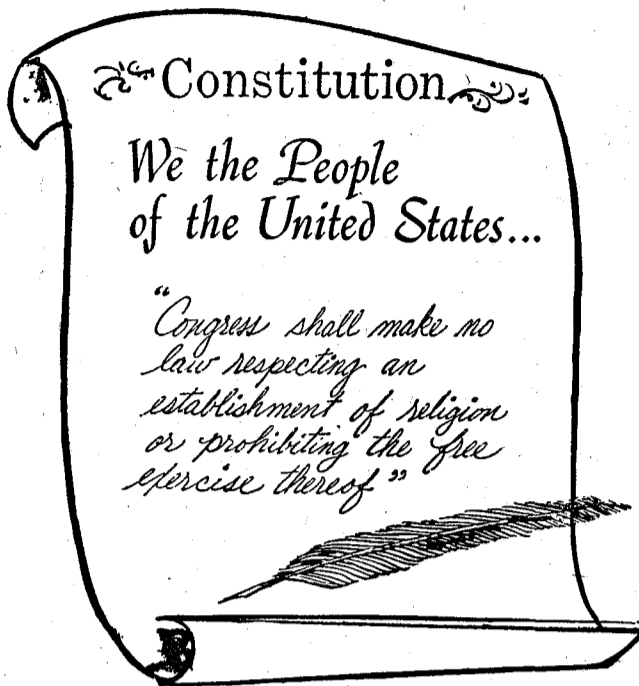 Constitution
We the People
of the United States...
"Congress shall make no
law respecting an
establishment of religion
or prohibiting the free
exercise thereof"